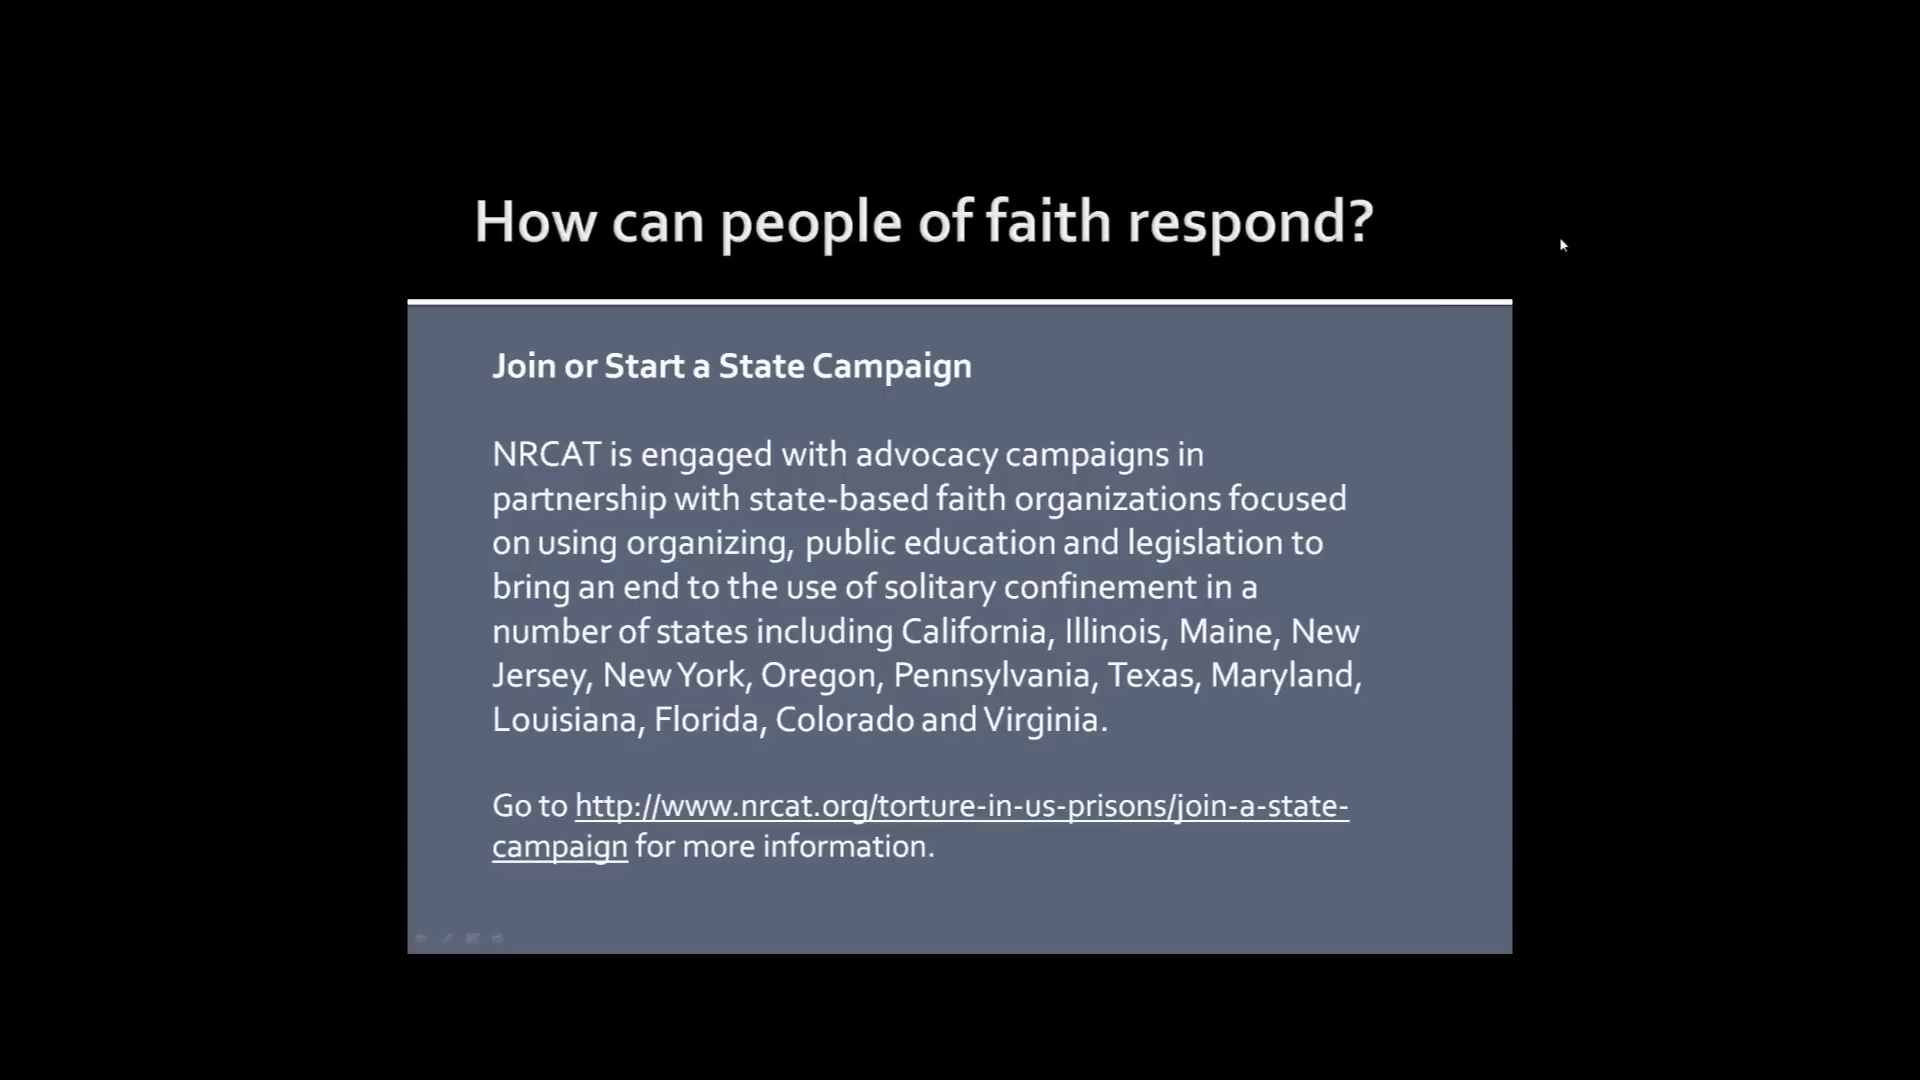 How can people of faith respond?
Join or Start a State Campaign
NRCAT is engaged with advocacy campaigns in
partnership with state-based faith organizations focused
on using organizing, public education and legislation to
bring an end to the use of solitary confinement in a
number of states including California, Illinois, Maine, New
Jersey, New York, Oregon, Pennsylvania, Texas, Maryland,
Louisiana, Florida, Colorado and Virginia.
Go to http://www.nrcat.org/torture-in-us-prisons/join-a-state-
campaign for more information.